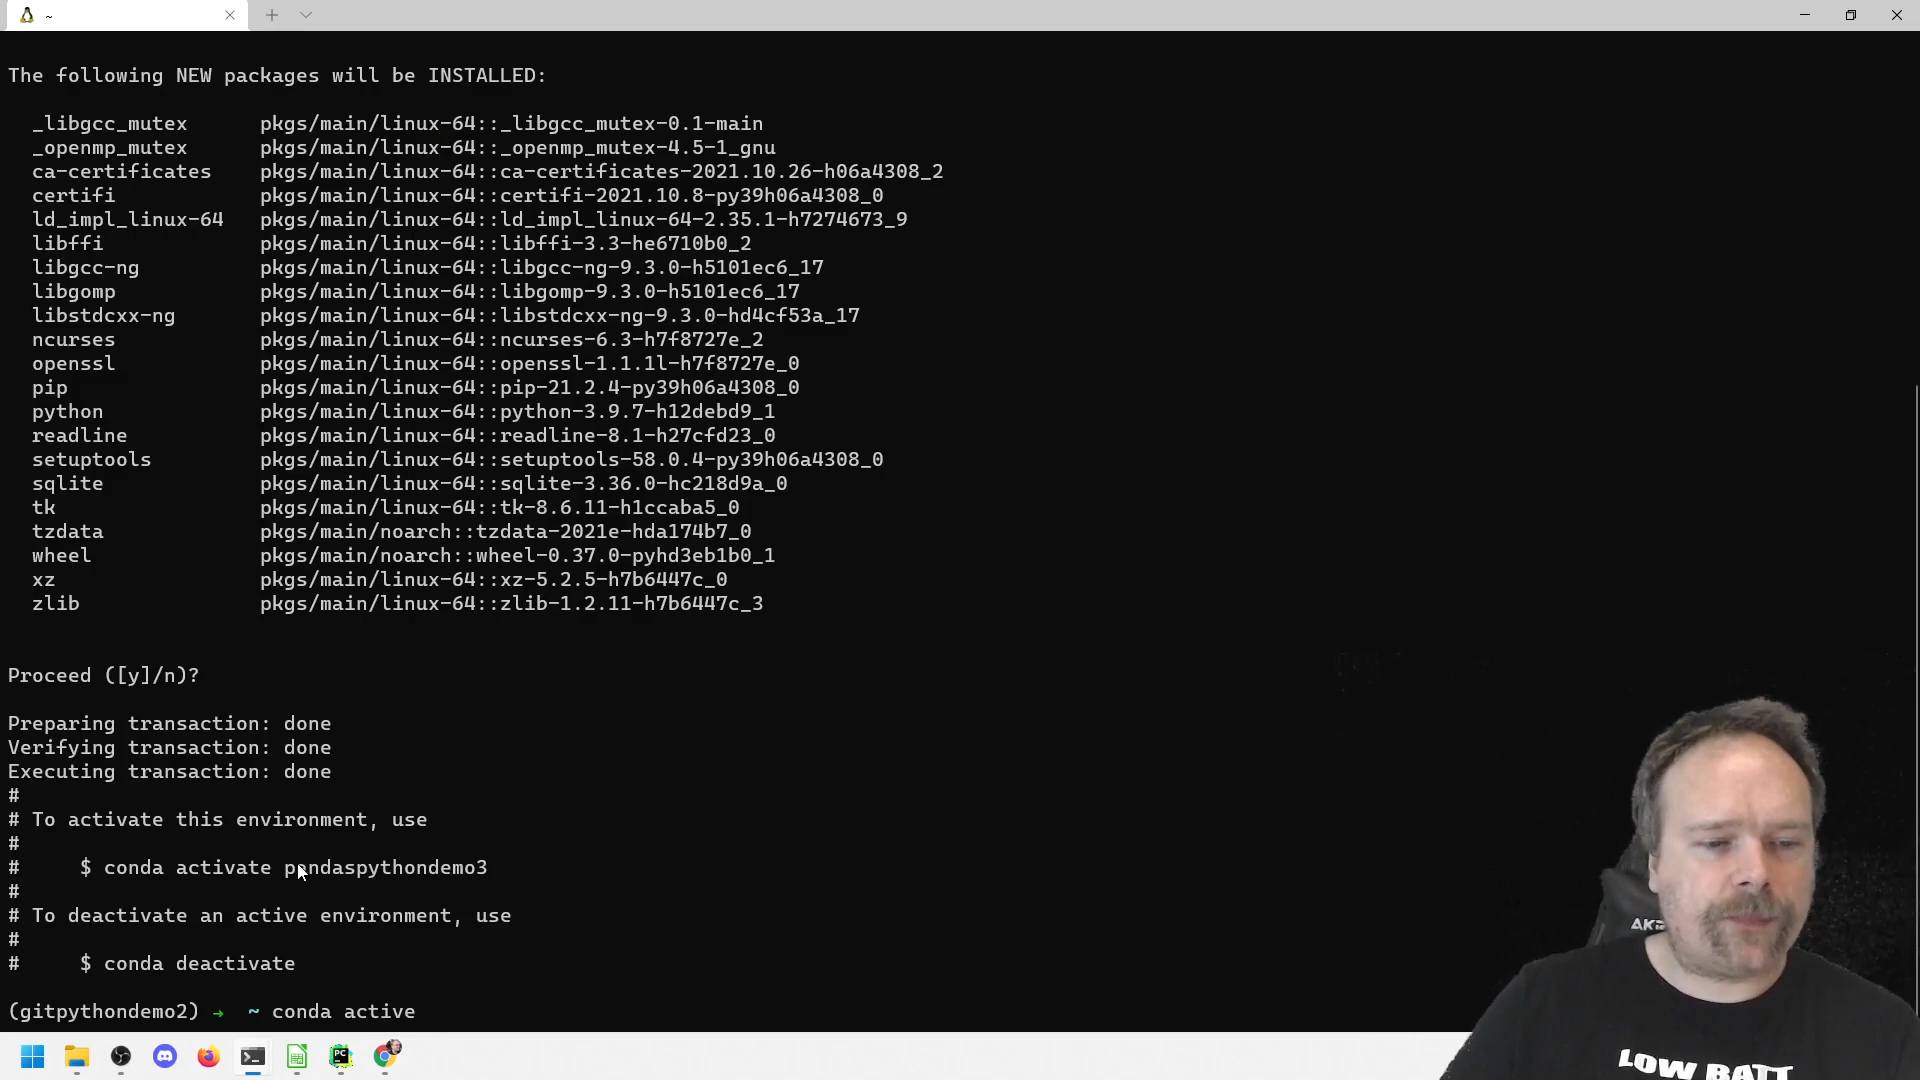 ~
The following NEW packages will be INSTALLED:
_libgcc_mutex pkgs/main/linux-64::_libgcc_mutex-0.1-main
_openmp_mutex pkgs/main/linux-64::_openmp_mutex-4.5-1_gnu
ca-certificates pkgs/main/linux-64::ca-certificates-2021.10.26-h06a4308_2
certifi pkgs/main/linux-64::certifi-2021.10.8-py39h06a4308_0
ld_impl_linux-64 pkgs/main/linux-64::ld_impl_linux-64-2.35.1-h7274673_9
libffi pkgs/main/linux-64::libffi-3.3-he6710b0_2
libgcc-ng pkgs/main/linux-64::libgcc-ng-9.3.0-h5101ec6_17
libgomp pkgs/main/linux-64::libgomp-9.3.0-h5101ec6_17
libstdcxx-ng pkgs/main/linux-64::libstdcxx-ng-9.3.0-hd4cf53a_17
ncurses pkgs/main/linux-64::ncurses-6.3-h7f8727e_2
openssl pkgs/main/linux-64::openssl-1.1.1l-h7f8727e_0
pip pkgs/main/linux-64::pip-21.2.4-py39h06a4308_0
python pkgs/main/linux-64::python-3.9.7-h12debd9_1
readline pkgs/main/linux-64::readline-8.1-h27cfd23_0
setuptools pkgs/main/linux-64::setuptools-58.0.4-py39h06a4308_0
sqlite pkgs/main/linux-64::sqlite-3.36.0-hc218d9a_0
tk pkgs/main/linux-64::tk-8.6.11-h1ccaba5_0
tzdata pkgs/main/noarch::tzdata-2021e-hda174b7_0
wheel pkgs/main/noarch::wheel-0.37.0-pyhd3eb1b0_1
xz pkgs/main/linux-64::xz-5.2.5-h7b6447c_0
zlib pkgs/main/linux-64::zlib-1.2.11-h7b6447c_3
Proceed ([y]/n)?
Preparing transaction: done
Verifying transaction: done
Executing transaction: done
#
# To activate this environment, use
#
# $ conda activate pandaspythondemo3
#
# To deactivate an active environment, use
#
# $ conda deactivate
(gitpythondemo2) → ~ conda active
PC
LOW BATT